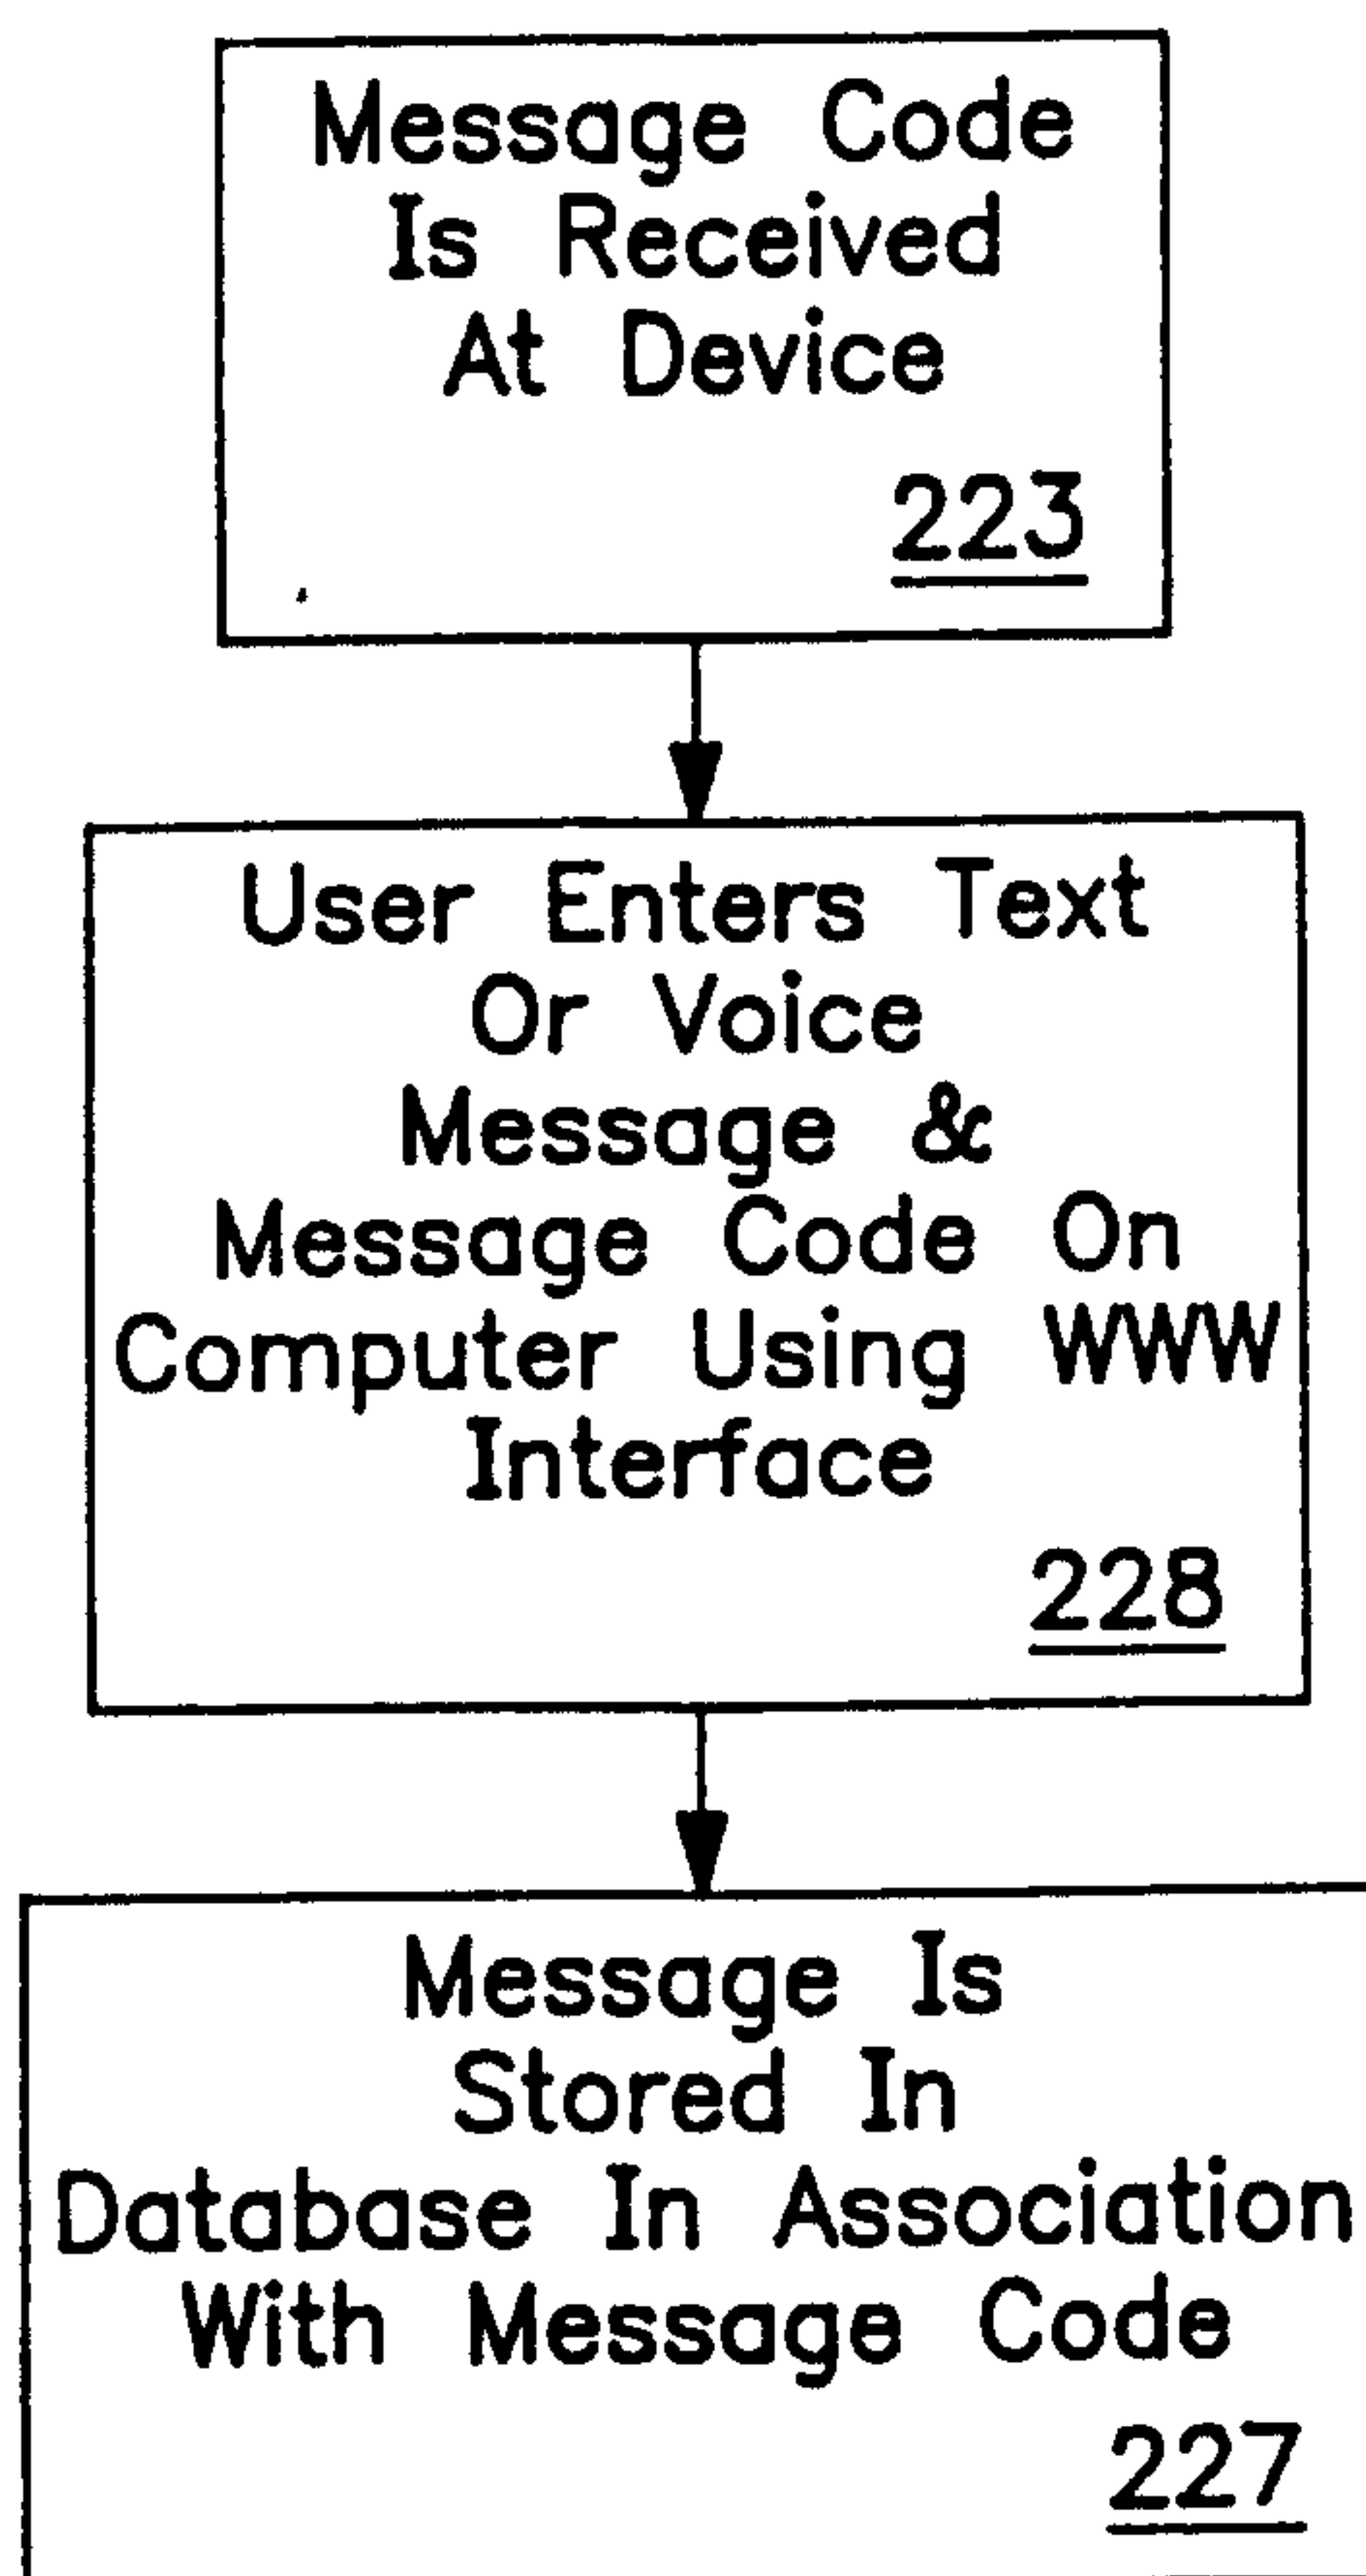 Message Code
Is Received
At Device
223
User Enters Text
Or Voice
Message &
Message Code On
Computer Using WWW
Interface
228
Message Is
Stored In
Database In Association
With Message Code
227